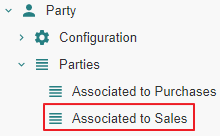 Party
Configuration
Parties
Associated to Purchases
Associated to Sales